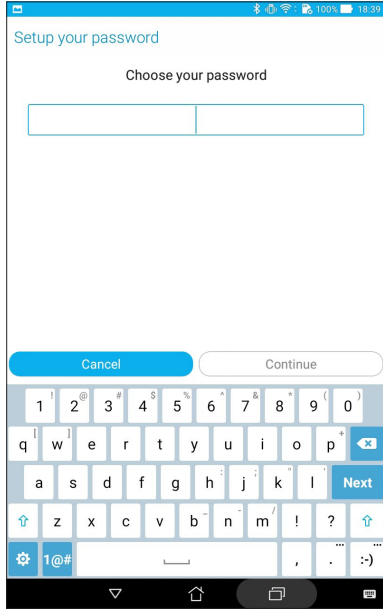 100% 18:39
Setup your password
Choose your password
Cancel Continue
! @ # $ % ^ & * ( )
1 2 3 4 5 6 7 8 9 0
[ ] +
q w e r t y u i o p
: ; " '
a s d f g h j k l Next
_ - /
z x c v b n m ! ? 
1@# , . :-)